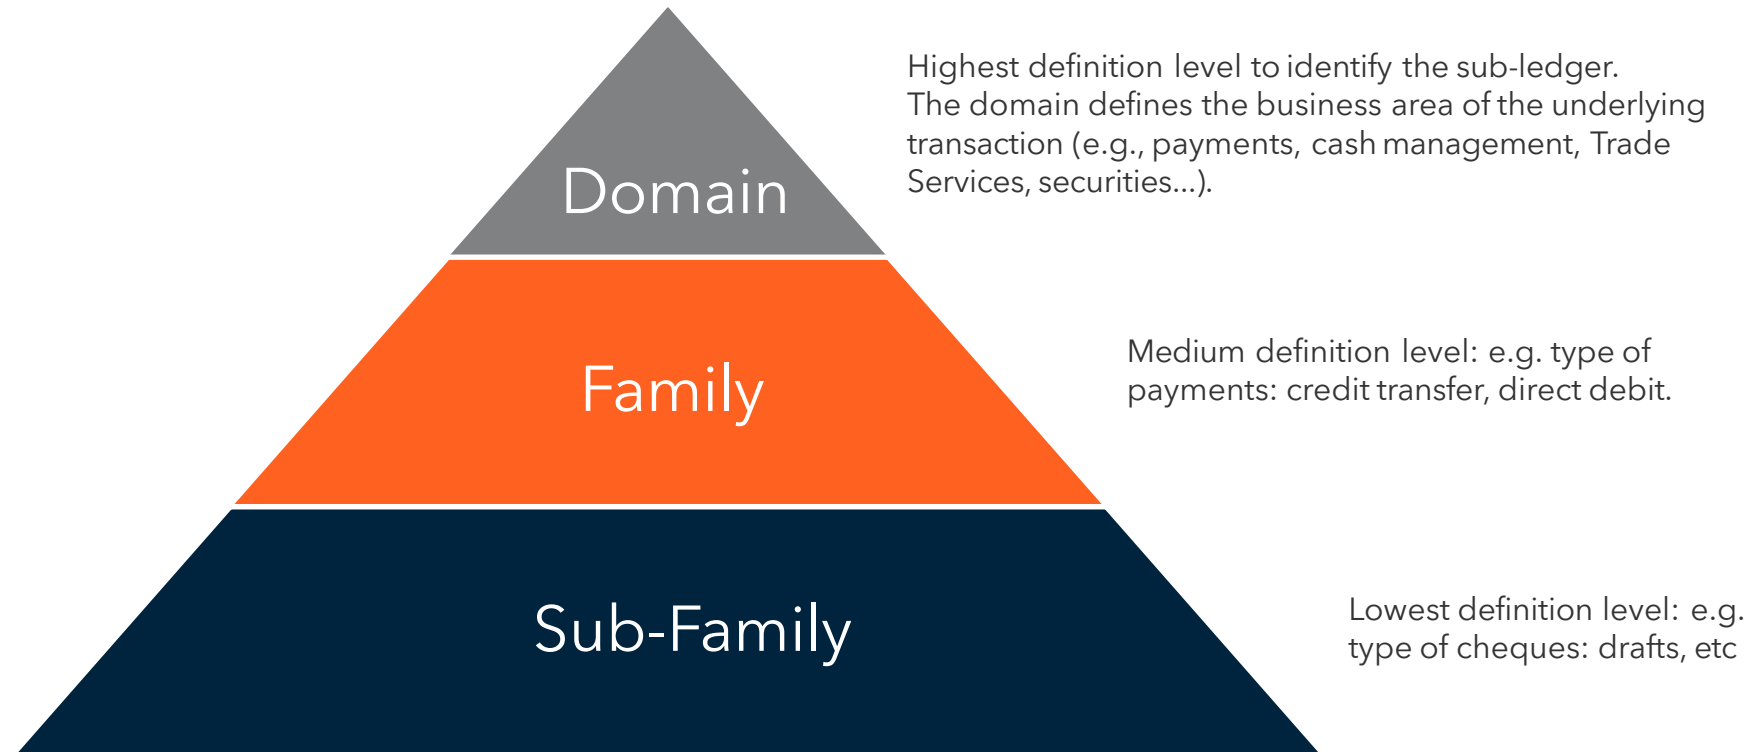 Highest definition level to identify the sub-ledger.
The domain defines the business area of the underlying
transaction (e.g., payments, cash management, Trade
Services, securities...).
Domain
Medium definition level: e.g. type of
payments: credit transfer, direct debit.
Family
Lowest definition level: e.g.
type of cheques: drafts, etc
Sub-Family